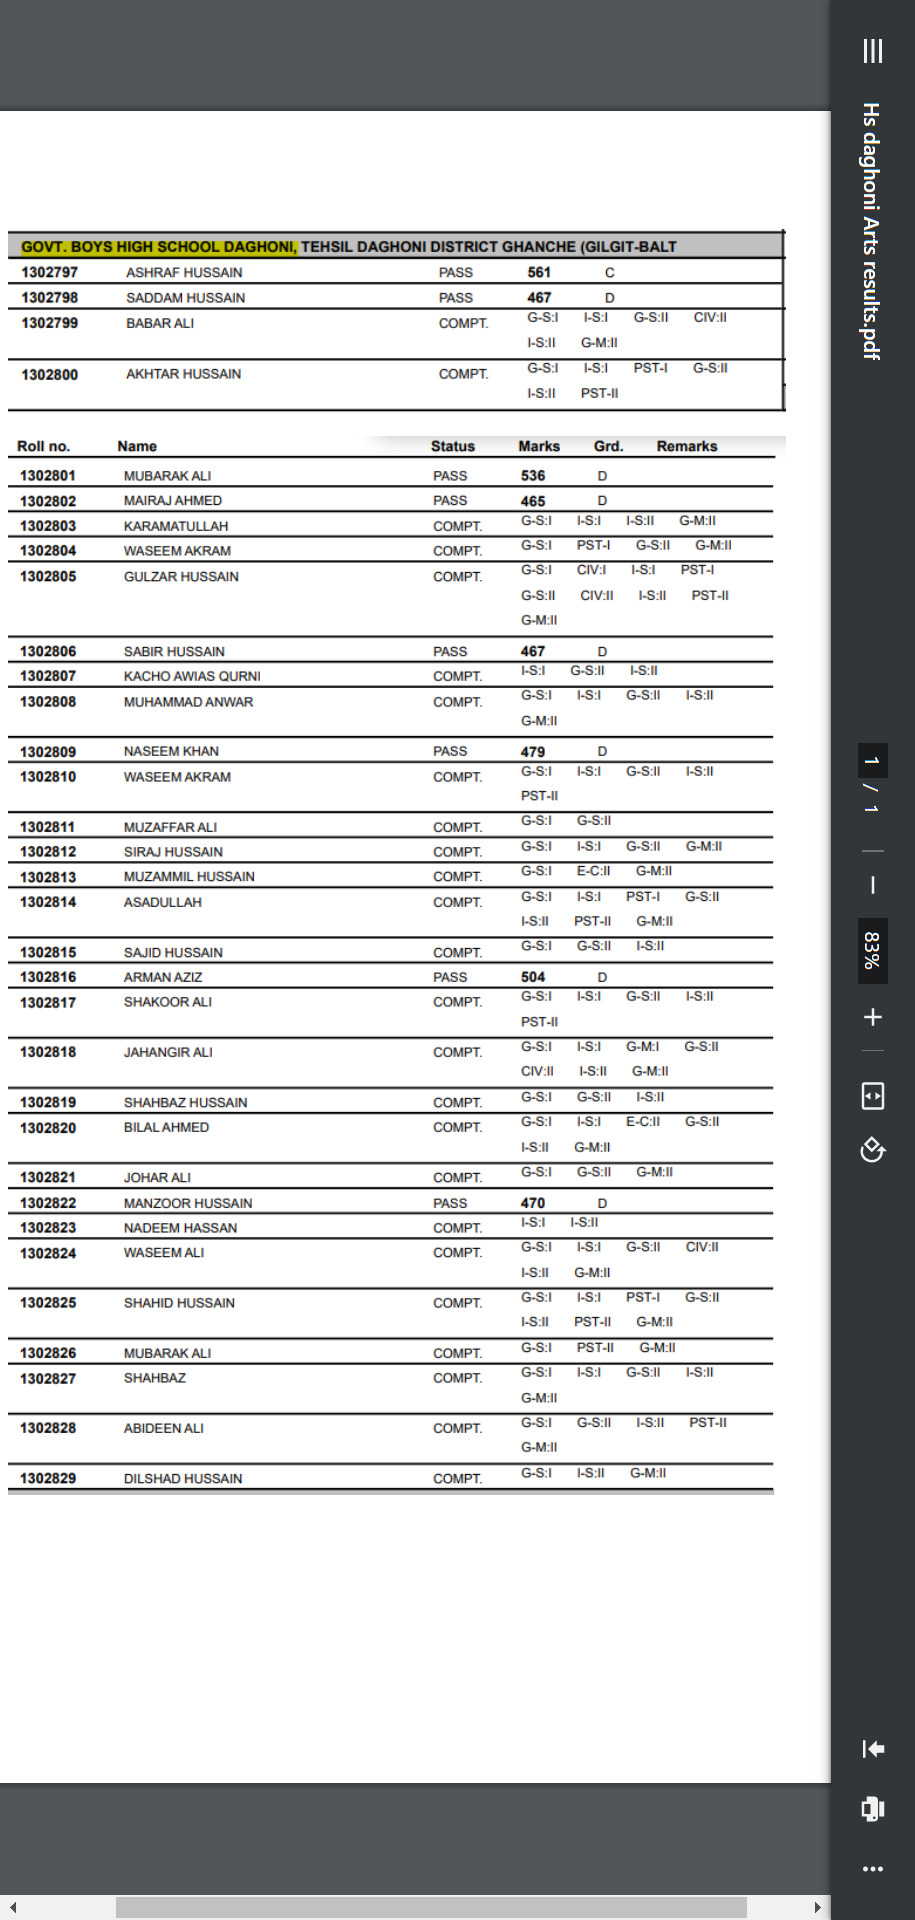 Hs daghoni Arts results.pdf
1 / 1
83%
GOVT. BOYS HIGH SCHOOL DAGHONI, TEHSIL DAGHONI DISTRICT GHANCHE (GILGIT-BALT
1302797 ASHRAF HUSSAIN PASS 561 C
1302798 SADDAM HUSSAIN PASS 467 D
1302799 BABAR ALI COMPT. G-S:I I-S:I G-S:II CIV:II
I-S:II G-M:II
1302800 AKHTAR HUSSAIN COMPT. G-S:I I-S:I PST-I G-S:II
I-S:II PST-II
Roll no. Name Status Marks Grd. Remarks
1302801 MUBARAK ALI PASS 536 D
1302802 MAIRAJ AHMED PASS 465 D
1302803 KARAMATULLAH COMPT. G-S:I I-S:I I-S:II G-M:II
1302804 WASEEM AKRAM COMPT. G-S:I PST-I G-S:II G-M:II
1302805 GULZAR HUSSAIN COMPT. G-S:I CIV:I I-S:I PST-I
G-S:II CIV:II I-S:II PST-II
G-M:II
1302806 SABIR HUSSAIN PASS 467 D
1302807 KACHO AWIAS QURNI COMPT. I-S:I G-S:II I-S:II
1302808 MUHAMMAD ANWAR COMPT. G-S:I I-S:I G-S:II I-S:II
G-M:II
1302809 NASEEM KHAN PASS 479 D
1302810 WASEEM AKRAM COMPT. G-S:I I-S:I G-S:II I-S:II
PST-II
1302811 MUZAFFAR ALI COMPT. G-S:I G-S:II
1302812 SIRAJ HUSSAIN COMPT. G-S:I I-S:I G-S:II G-M:II
1302813 MUZAMMIL HUSSAIN COMPT. G-S:I E-C:II G-M:II
1302814 ASADULLAH COMPT. G-S:I I-S:I PST-I G-S:II
I-S:II PST-II G-M:II
1302815 SAJID HUSSAIN COMPT. G-S:I G-S:II I-S:II
1302816 ARMAN AZIZ PASS 504 D
1302817 SHAKOOR ALI COMPT. G-S:I I-S:I G-S:II I-S:II
PST-II
1302818 JAHANGIR ALI COMPT. G-S:I I-S:I G-M:I G-S:II
CIV:II I-S:II G-M:II
1302819 SHAHBAZ HUSSAIN COMPT. G-S:I G-S:II I-S:II
1302820 BILAL AHMED COMPT. G-S:I I-S:I E-C:II G-S:II
I-S:II G-M:II
1302821 JOHAR ALI COMPT. G-S:I G-S:II G-M:II
1302822 MANZOOR HUSSAIN PASS 470 D
1302823 NADEEM HASSAN COMPT. I-S:I I-S:II
1302824 WASEEM ALI COMPT. G-S:I I-S:I G-S:II CIV:II
I-S:II G-M:II
1302825 SHAHID HUSSAIN COMPT. G-S:I I-S:I PST-I G-S:II
I-S:II PST-II G-M:II
1302826 MUBARAK ALI COMPT. G-S:I PST-II G-M:II
1302827 SHAHBAZ COMPT. G-S:I I-S:I G-S:II I-S:II
G-M:II
1302828 ABIDEEN ALI COMPT. G-S:I G-S:II I-S:II PST-II
G-M:II
1302829 DILSHAD HUSSAIN COMPT. G-S:I I-S:II G-M:II